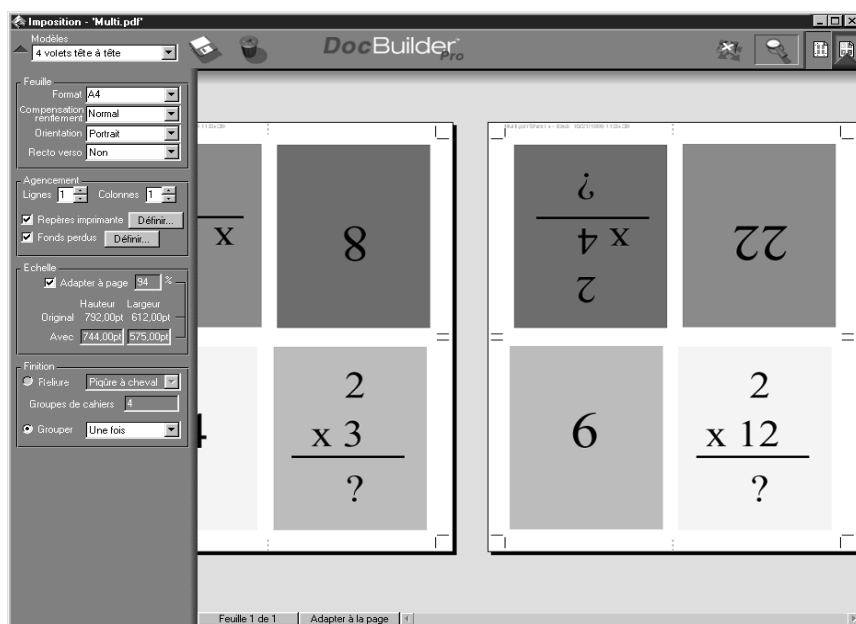 Imposition - 'Multi.pdf'
Modèles
4 volets tête à tête
DocBuilder Pro
Feuille
Format A4
Compensation renflement Normal
Orientation Portrait
Recto verso Non
Agencement
Lignes 1 Colonnes 1
Repères imprimante Définir...
Fonds perdus Définir...
Echelle
Adapter à page 94 %
Hauteur Largeur
Original 792,00pt 612,00pt
Avec 744,00pt 575,00pt
Finition
Reliure Piqûre à cheval
Groupes de cahiers 4
Grouper Une fois
x
8
4
2
x 3
?
2
x 4
?
22
6
2
x 12
?
Feuille 1 de 1 Adapter à la page